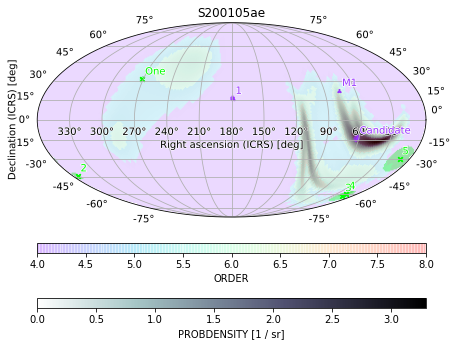 S200105ae
75° 75°
60° 60°
45° 45°
30° 30°
15° 15°
0° 0°
-15° -15°
-30° -30°
-45° -45°
-60° -60°
-75° -75°
330° 300° 270° 240° 210° 180° 150° 120° 90°
Right ascension (ICRS) [deg]
Declination (ICRS) [deg]
One
1
M1
Candidate
2
5
3
4.0 4.5 5.0 5.5 6.0 6.5 7.0 7.5 8.0
ORDER
0.0 0.5 1.0 1.5 2.0 2.5 3.0
PROBDENSITY [1 / sr]